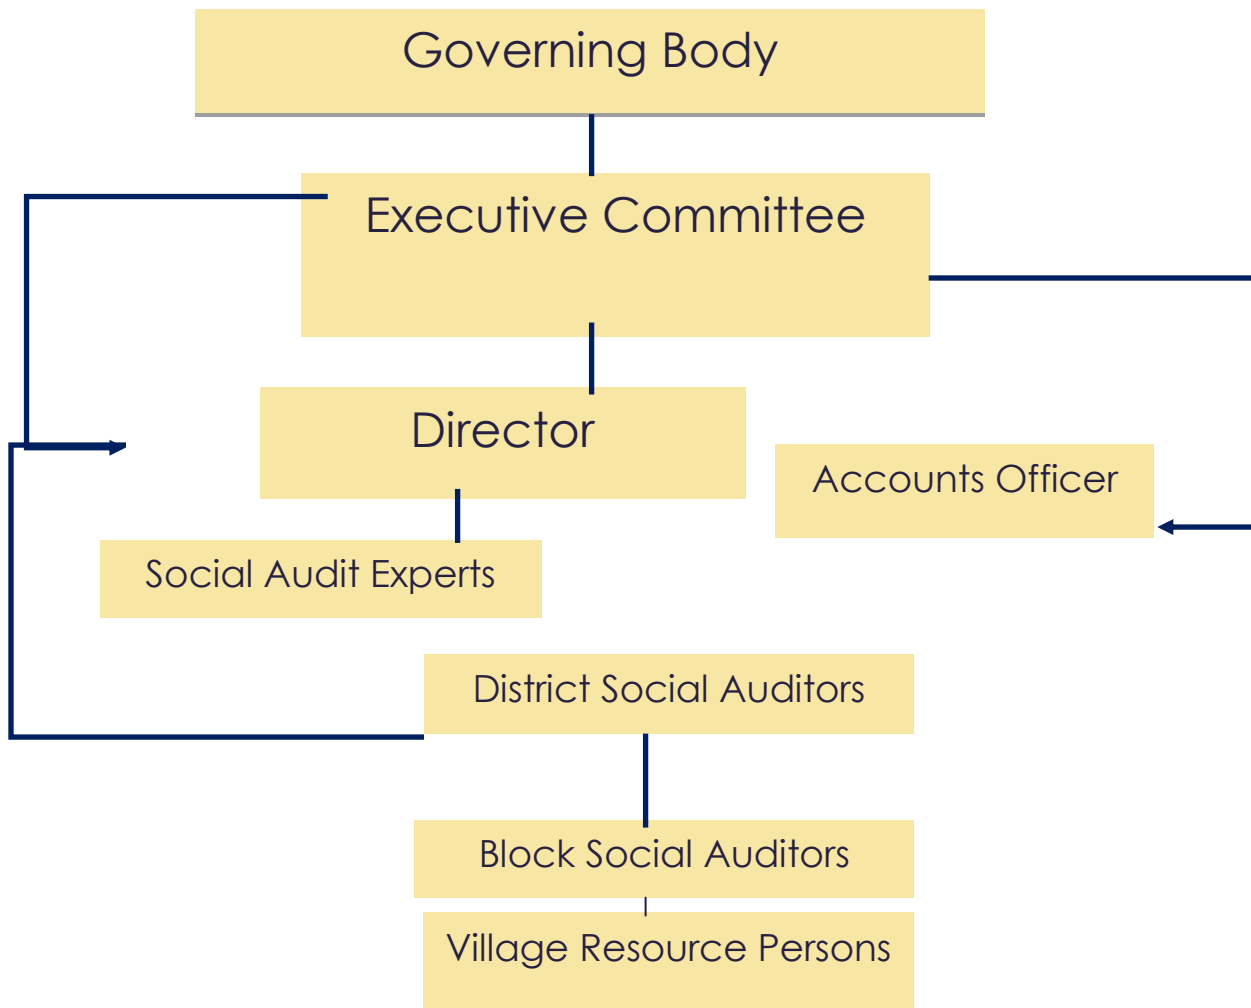 Governing Body
Executive Committee
Director
Accounts Officer
Social Audit Experts
District Social Auditors
Block Social Auditors
Village Resource Persons